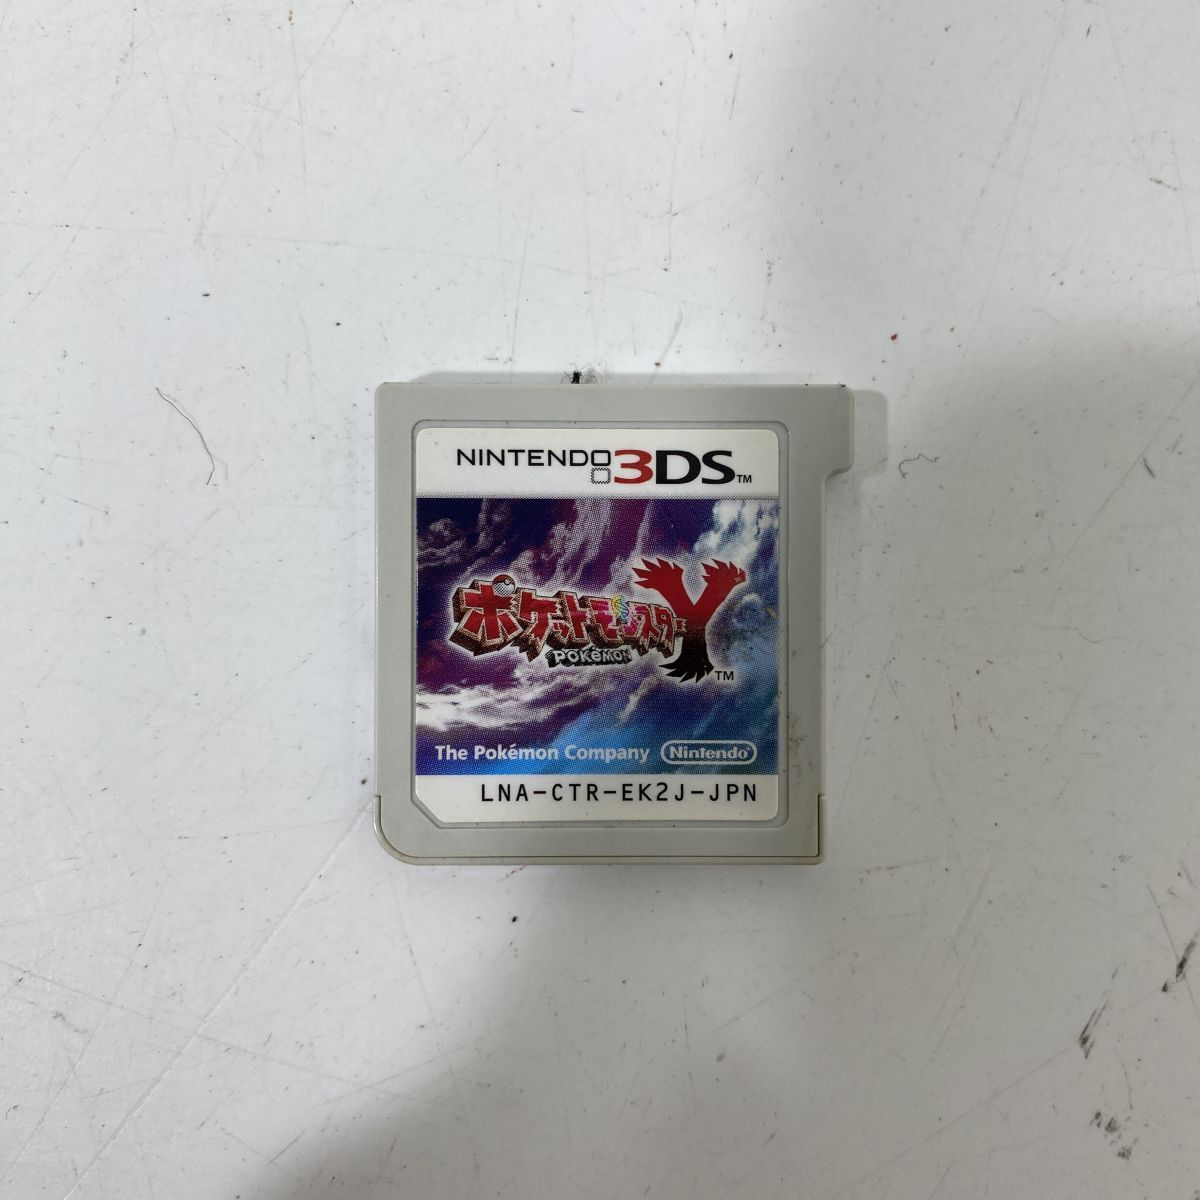 NINTENDO 3DS™
ポケットモンスター Y™
POKéMON
The Pokémon Company Nintendo®
LNA-CTR-EK2J-JPN